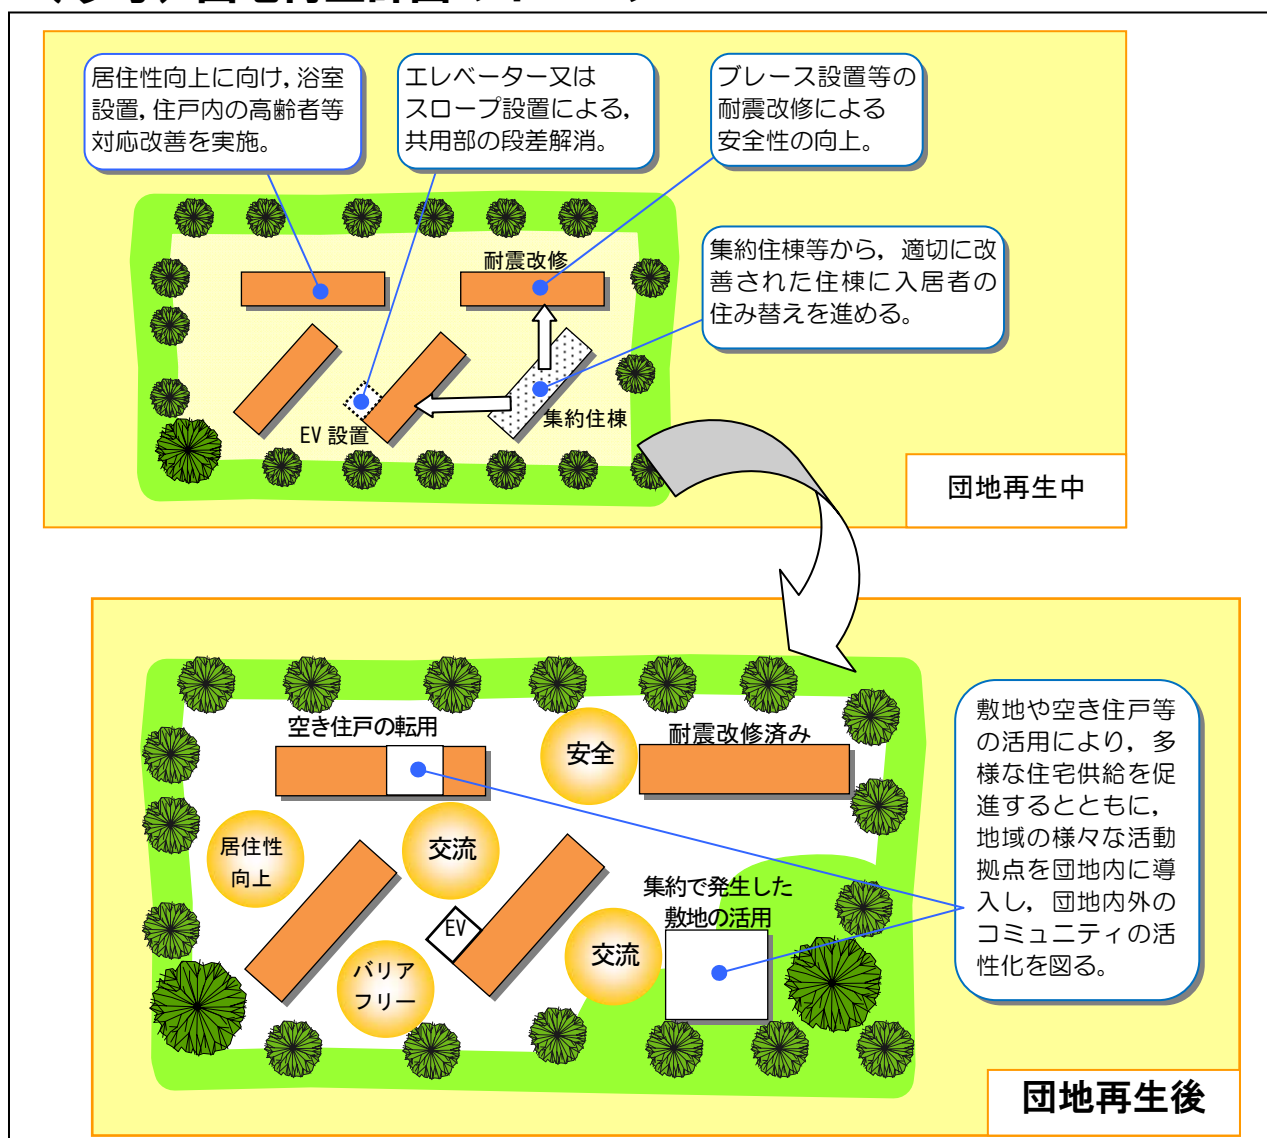 居住性向上に向け，浴室
設置，住戸内の高齢者等
対応改善を実施。
エレベーター又は
スロープ設置による，
共用部の段差解消。
ブレース設置等の
耐震改修による
安全性の向上。
集約住棟等から，適切に改
善された住棟に入居者の
住み替えを進める。
耐震改修
EV 設置
集約住棟
団地再生中
空き住戸の転用
安全
耐震改修済み
居住性
向上
交流
EV
バリア
フリー
交流
集約で発生した
敷地の活用
敷地や空き住戸等
の活用により，多
様な住宅供給を促
進するとともに，
地域の様々な活動
拠点を団地内に導
入し，団地内外の
コミュニティの活
性化を図る。
団地再生後